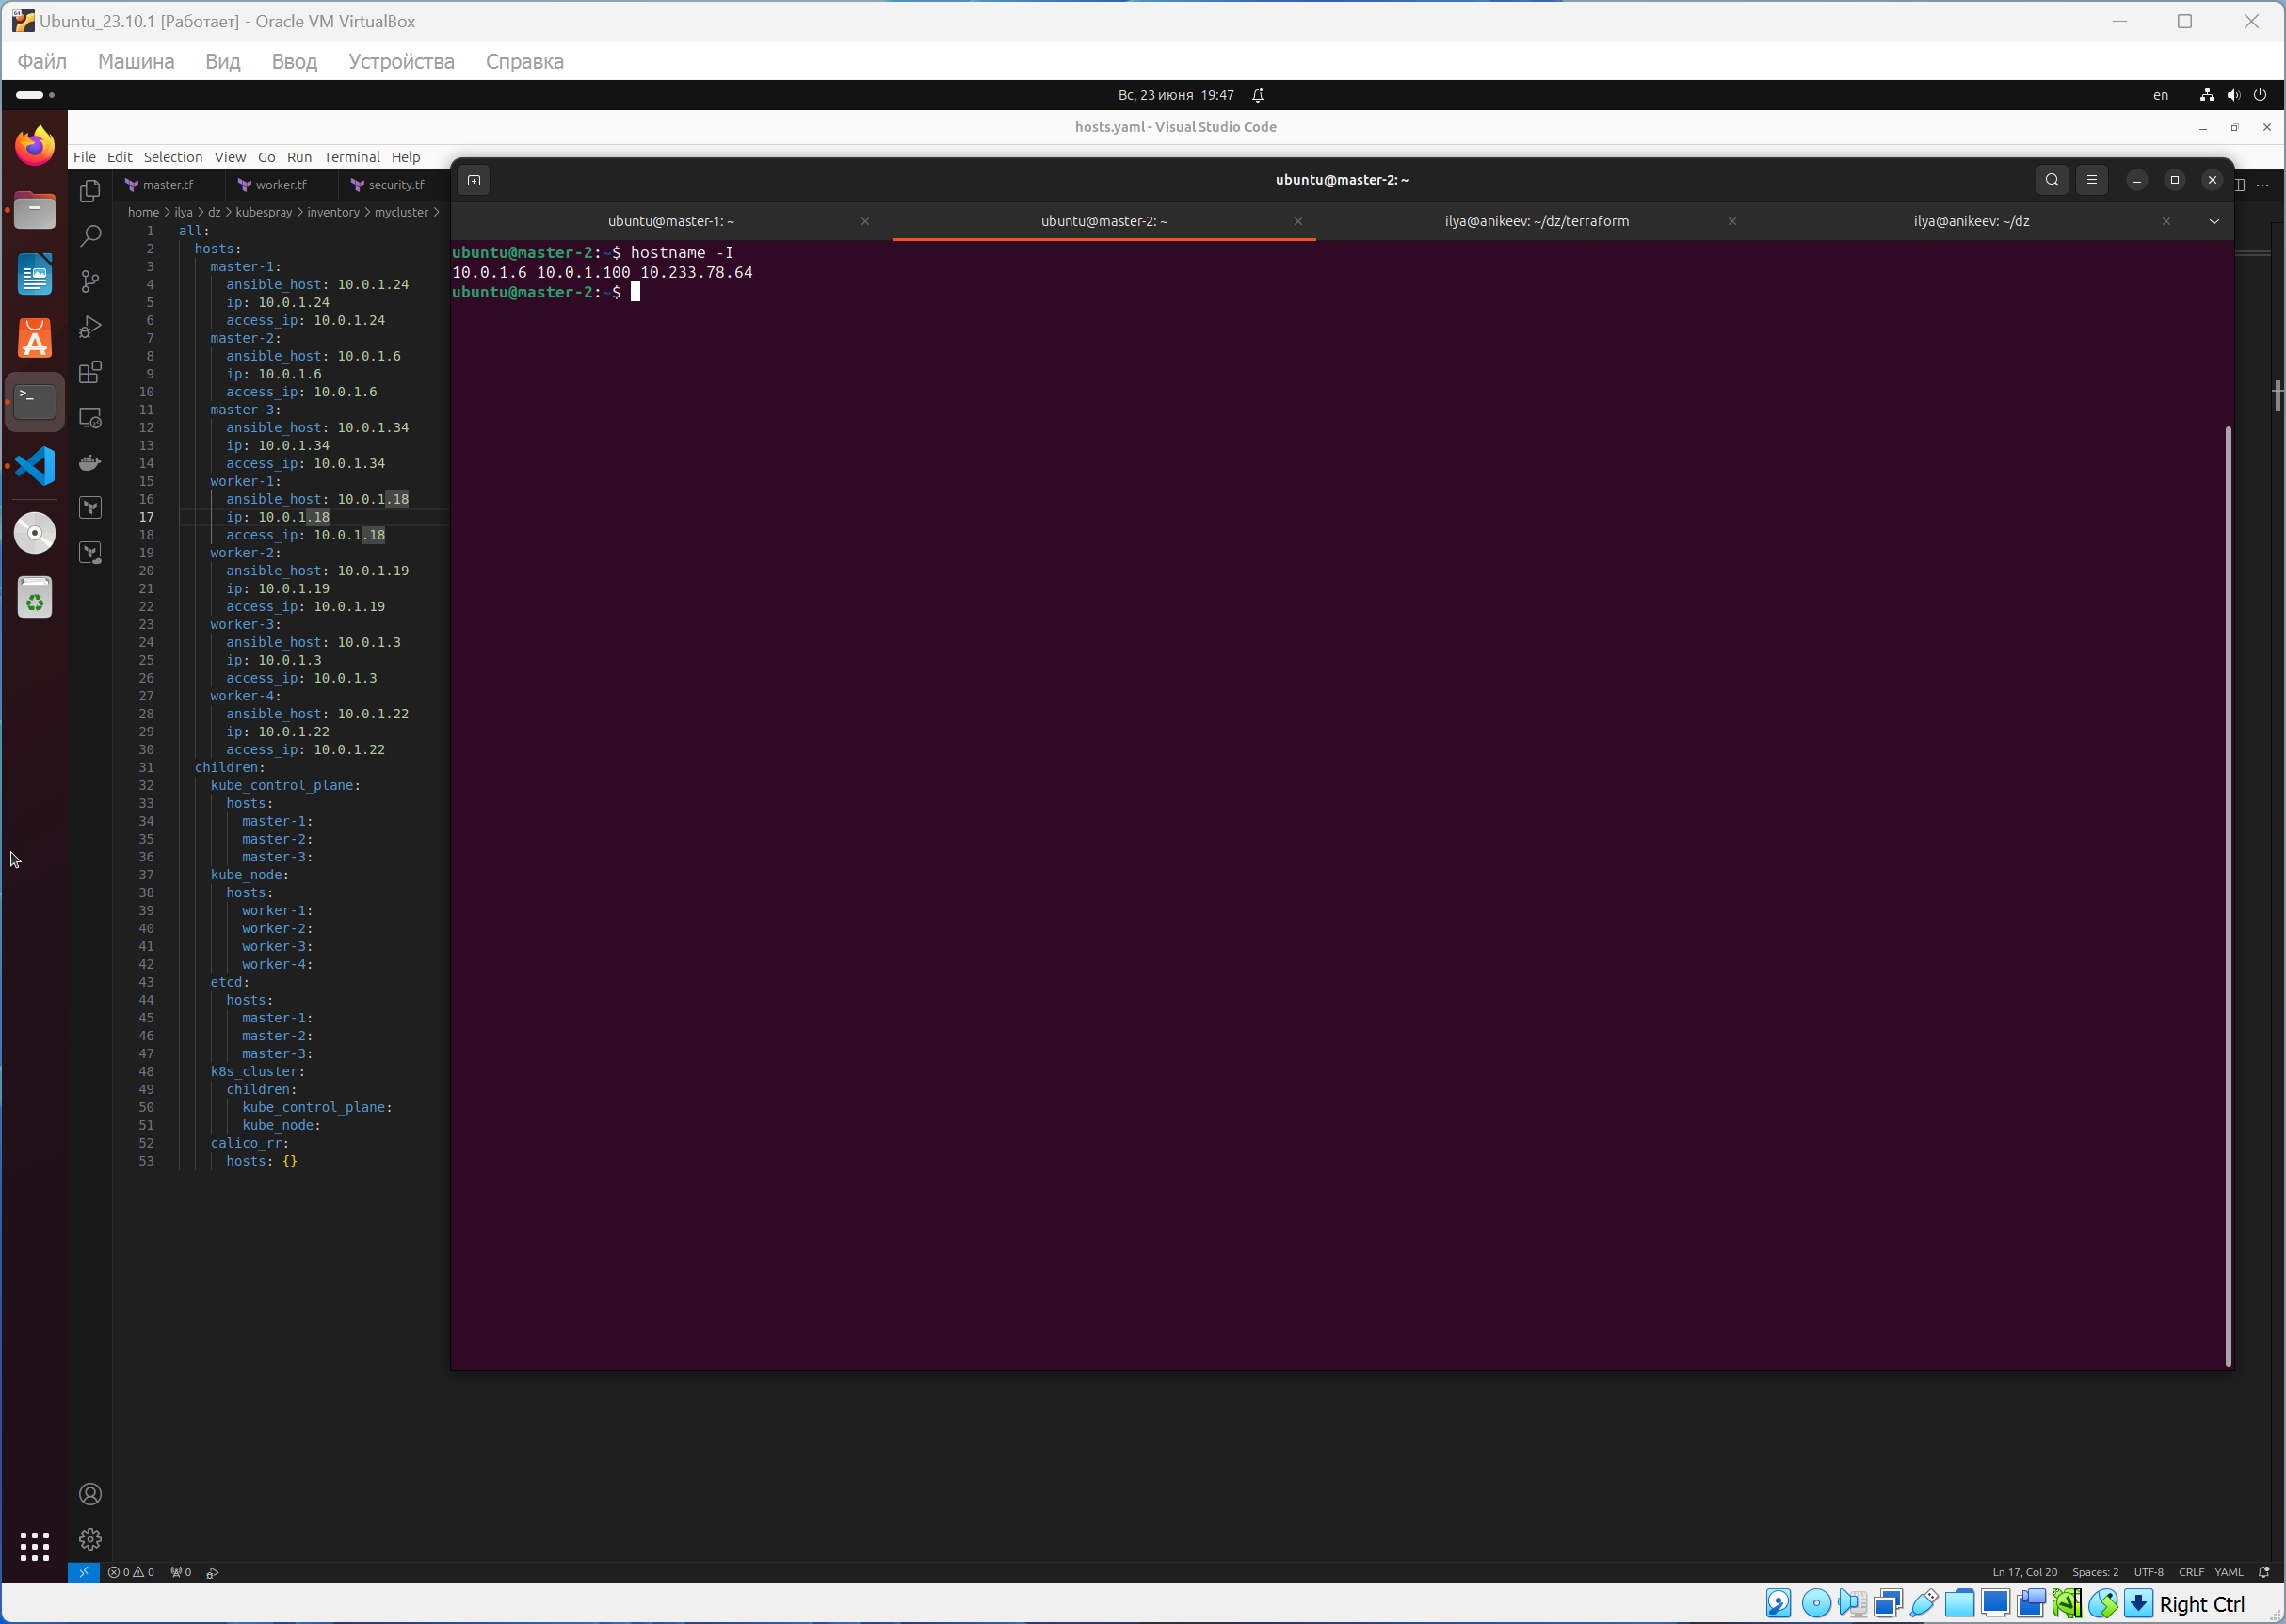 Ubuntu_23.10.1 [Работает] - Oracle VM VirtualBox
Файл Машина Вид Ввод Устройства Справка
Вс, 23 июня 19:47
en
hosts.yaml - Visual Studio Code
File Edit Selection View Go Run Terminal Help
master.tf worker.tf security.tf
home > ilya > dz > kubespray > inventory > mycluster >
1 all:
2 hosts:
3 master-1:
4 ansible_host: 10.0.1.24
5 ip: 10.0.1.24
6 access_ip: 10.0.1.24
7 master-2:
8 ansible_host: 10.0.1.6
9 ip: 10.0.1.6
10 access_ip: 10.0.1.6
11 master-3:
12 ansible_host: 10.0.1.34
13 ip: 10.0.1.34
14 access_ip: 10.0.1.34
15 worker-1:
16 ansible_host: 10.0.1.18
17 ip: 10.0.1.18
18 access_ip: 10.0.1.18
19 worker-2:
20 ansible_host: 10.0.1.19
21 ip: 10.0.1.19
22 access_ip: 10.0.1.19
23 worker-3:
24 ansible_host: 10.0.1.3
25 ip: 10.0.1.3
26 access_ip: 10.0.1.3
27 worker-4:
28 ansible_host: 10.0.1.22
29 ip: 10.0.1.22
30 access_ip: 10.0.1.22
31 children:
32 kube_control_plane:
33 hosts:
34 master-1:
35 master-2:
36 master-3:
37 kube_node:
38 hosts:
39 worker-1:
40 worker-2:
41 worker-3:
42 worker-4:
43 etcd:
44 hosts:
45 master-1:
46 master-2:
47 master-3:
48 k8s_cluster:
49 children:
50 kube_control_plane:
51 kube_node:
52 calico_rr:
53 hosts: {}
ubuntu@master-2: ~
ubuntu@master-1: ~ ubuntu@master-2: ~ ilya@anikeev: ~/dz/terraform ilya@anikeev: ~/dz
ubuntu@master-2:~$ hostname -I
10.0.1.6 10.0.1.100 10.233.78.64
ubuntu@master-2:~$
0 0 0
Ln 17, Col 20 Spaces: 2 UTF-8 CRLF YAML
Right Ctrl